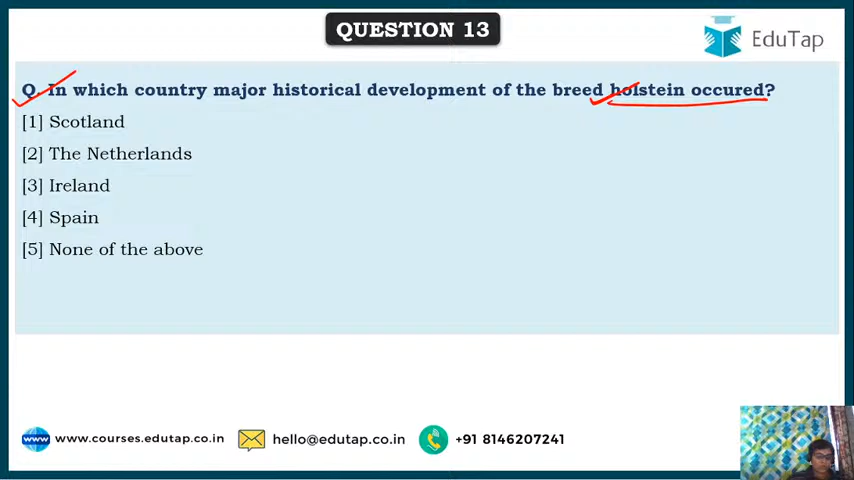 QUESTION 13
EduTap
Q. In which country major historical development of the breed holstein occured?
[1] Scotland
[2] The Netherlands
[3] Ireland
[4] Spain
[5] None of the above
www www.courses.edutap.co.in hello@edutap.co.in +91 8146207241